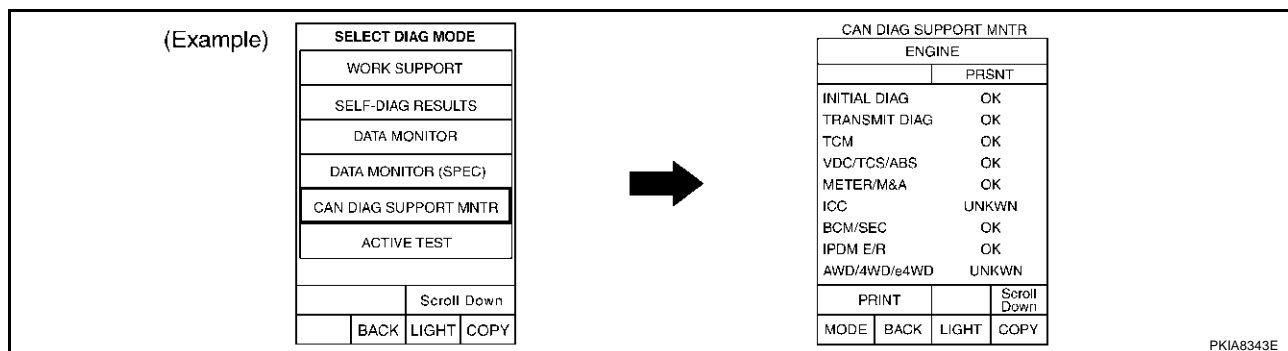 (Example)
SELECT DIAG MODE
WORK SUPPORT
SELF-DIAG RESULTS
DATA MONITOR
DATA MONITOR (SPEC)
CAN DIAG SUPPORT MNTR
ACTIVE TEST
Scroll Down
BACK LIGHT COPY
CAN DIAG SUPPORT MNTR
ENGINE
PRSNT
INITIAL DIAG OK
TRANSMIT DIAG OK
TCM OK
VDC/TCS/ABS OK
METER/M&A OK
ICC UNKWN
BCM/SEC OK
IPDM E/R OK
AWD/4WD/e4WD UNKWN
PRINT Scroll Down
MODE BACK LIGHT COPY
PKIA8343E